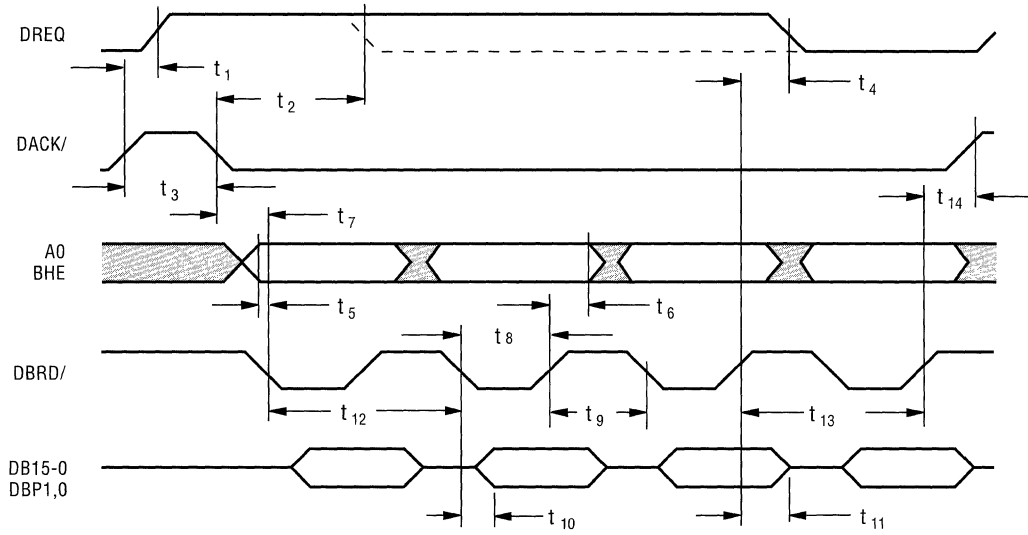 DREQ
t1
t2
t4
DACK/
t3
t14
t7
A0
BHE
t5
t8
t6
DBRD/
t12
t9
t13
DB15-0
DBP1,0
t10
t11